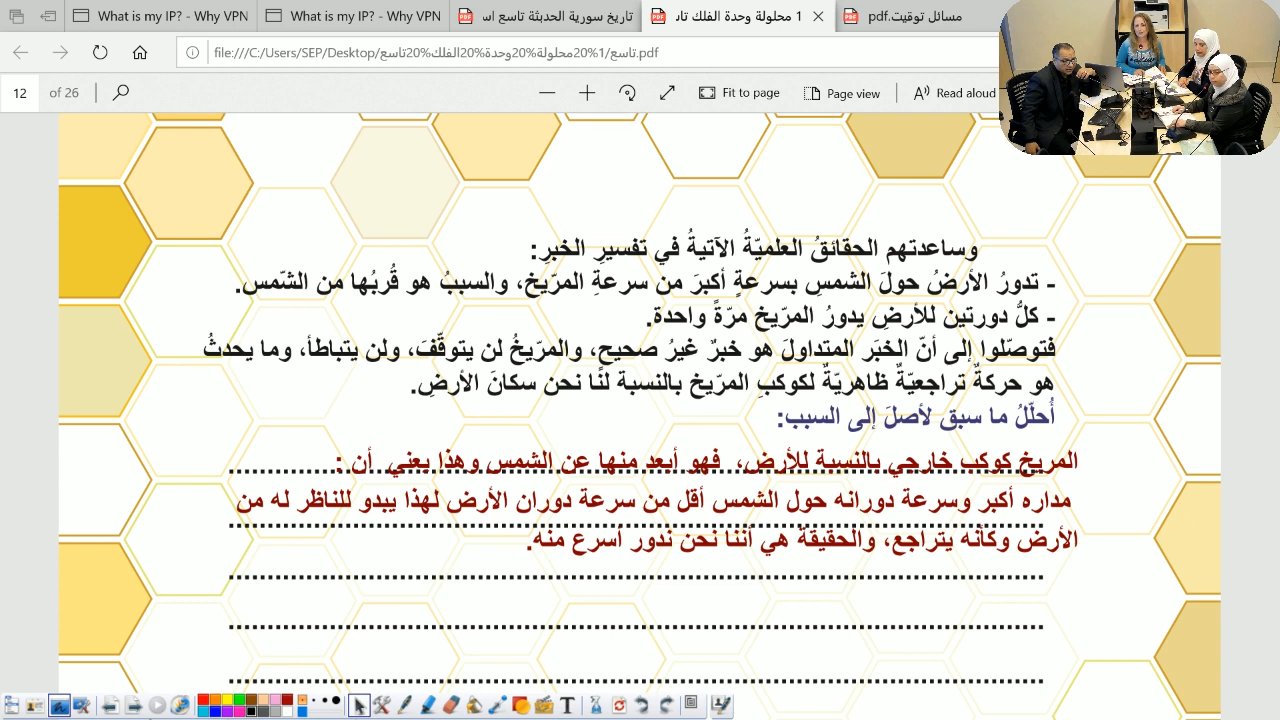 What is my IP? - Why VPN
What is my IP? - Why VPN
تاريخ سورية الحديثة تاسع اس
1 محلولة وحدة الفلك تاس
مسائل توقيت.pdf
file:///C:/Users/SEP/Desktop/تاسع/1%20محلولة%20وحدة%20الفلك%20تاسع.pdf
12 of 26
Fit to page
Page view
Read aloud
وساعدتهم الحقائقُ العلميّةُ الآتيةُ في تفسيرِ الخبرِ:
- تدورُ الأرضُ حولَ الشمسِ بسرعةٍ أكبرَ من سرعةِ المرّيخ، والسببُ هو قُربُها من الشّمس.
- كلُّ دورتين للأرضِ يدورُ المرّيخ مرّةً واحدة.
فتوصّلوا إلى أنّ الخبَر المتداولَ هو خبرٌ غيرُ صحيحٍ، والمرّيخُ لن يتوقّفَ، ولن يتباطأ، وما يحدثُ
هو حركةٌ تراجعيّةٌ ظاهريّةٌ لكوكبِ المرّيخ بالنسبة لنًا نحن سكانَ الأرضِ.
أُحلّلُ ما سبق لأصلَ إلى السبب:
المريخ كوكب خارجي بالنسبة للأرض، فهو أبعد منها عن الشمس وهذا يعني أن :
مداره أكبر وسرعة دورانه حول الشمس أقل من سرعة دوران الأرض لهذا يبدو للناظر له من
الأرض وكأنه يتراجع، والحقيقة هي أننا نحن ندور أسرع منه.